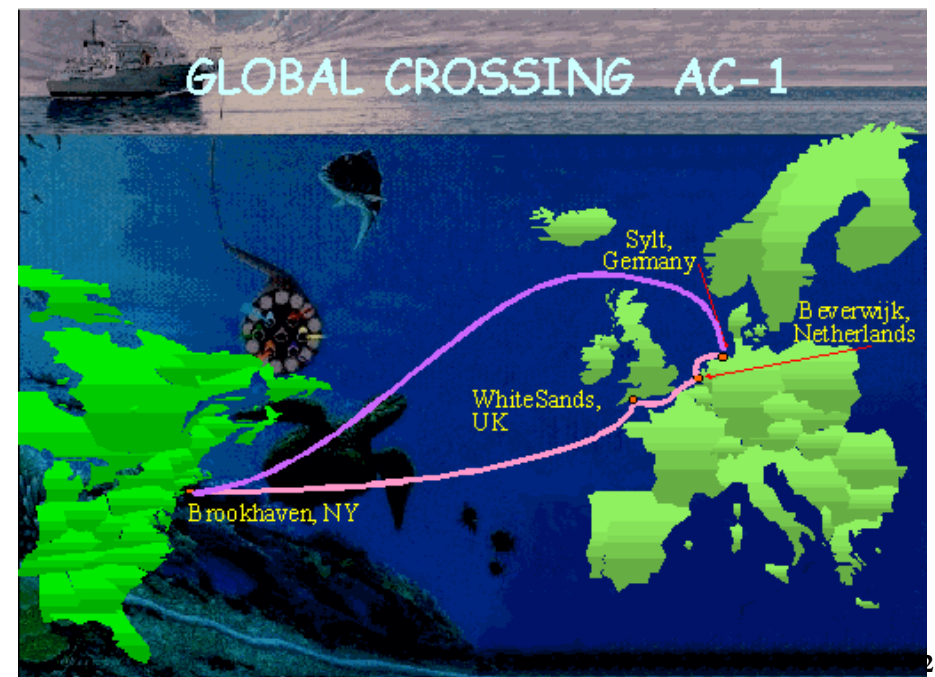 GLOBAL CROSSING AC-1
Sylt,
Germany
Beverwijk,
Netherlands
WhiteSands,
UK
Brookhaven, NY
2